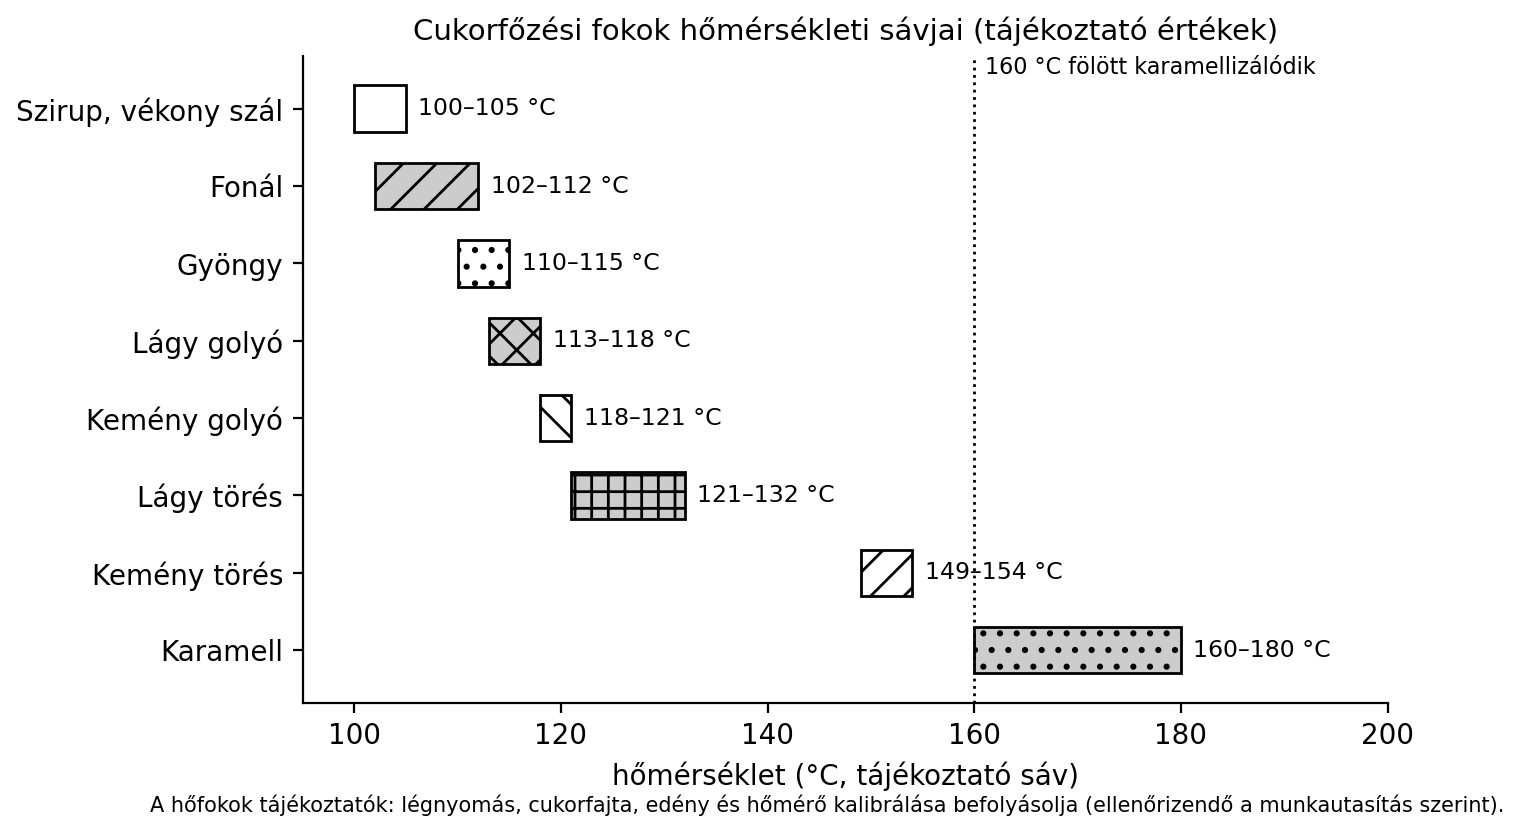 Cukorfőzési fokok hőmérsékleti sávjai (tájékoztató értékek)
160 °C fölött karamellizálódik
Szirup, vékony szál 100–105 °C
Fonál 102–112 °C
Gyöngy 110–115 °C
Lágy golyó 113–118 °C
Kemény golyó 118–121 °C
Lágy törés 121–132 °C
Kemény törés 149–154 °C
Karamell 160–180 °C
100 120 140 160 180 200
hőmérséklet (°C, tájékoztató sáv)
A hőfokok tájékoztatók: légnyomás, cukorfajta, edény és hőmérő kalibrálása befolyásolja (ellenőrizendő a munkautasítás szerint).